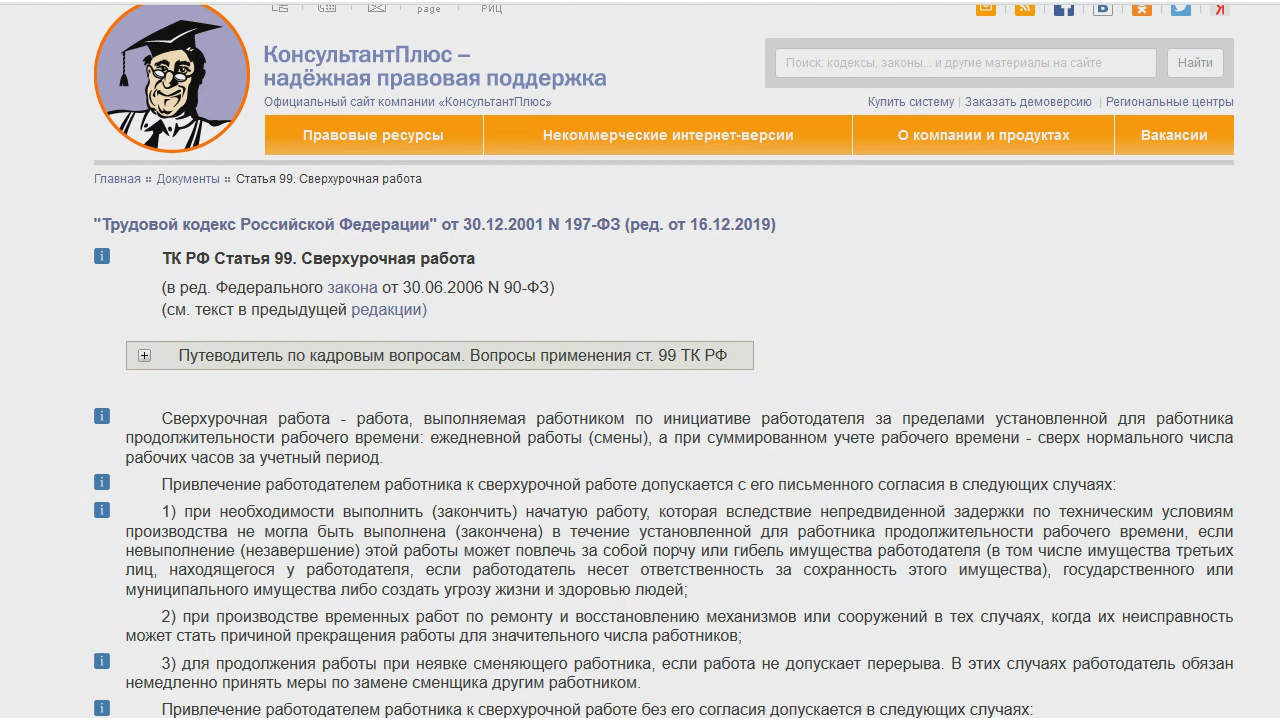 page
РИЦ
КонсультантПлюс –
надёжная правовая поддержка
Официальный сайт компании «КонсультантПлюс»
Поиск: кодексы, законы... и другие материалы на сайте
Найти
Купить систему | Заказать демоверсию | Региональные центры
Правовые ресурсы
Некоммерческие интернет-версии
О компании и продуктах
Вакансии
Главная :: Документы :: Статья 99. Сверхурочная работа
"Трудовой кодекс Российской Федерации" от 30.12.2001 N 197-ФЗ (ред. от 16.12.2019)
ТК РФ Статья 99. Сверхурочная работа
(в ред. Федерального закона от 30.06.2006 N 90-ФЗ)
(см. текст в предыдущей редакции)
Путеводитель по кадровым вопросам. Вопросы применения ст. 99 ТК РФ
Сверхурочная работа - работа, выполняемая работником по инициативе работодателя за пределами установленной для работника
продолжительности рабочего времени: ежедневной работы (смены), а при суммированном учете рабочего времени - сверх нормального числа
рабочих часов за учетный период.
Привлечение работодателем работника к сверхурочной работе допускается с его письменного согласия в следующих случаях:
1) при необходимости выполнить (закончить) начатую работу, которая вследствие непредвиденной задержки по техническим условиям
производства не могла быть выполнена (закончена) в течение установленной для работника продолжительности рабочего времени, если
невыполнение (незавершение) этой работы может повлечь за собой порчу или гибель имущества работодателя (в том числе имущества третьих
лиц, находящегося у работодателя, если работодатель несет ответственность за сохранность этого имущества), государственного или
муниципального имущества либо создать угрозу жизни и здоровью людей;
2) при производстве временных работ по ремонту и восстановлению механизмов или сооружений в тех случаях, когда их неисправность
может стать причиной прекращения работы для значительного числа работников;
3) для продолжения работы при неявке сменяющего работника, если работа не допускает перерыва. В этих случаях работодатель обязан
немедленно принять меры по замене сменщика другим работником.
Привлечение работодателем работника к сверхурочной работе без его согласия допускается в следующих случаях: